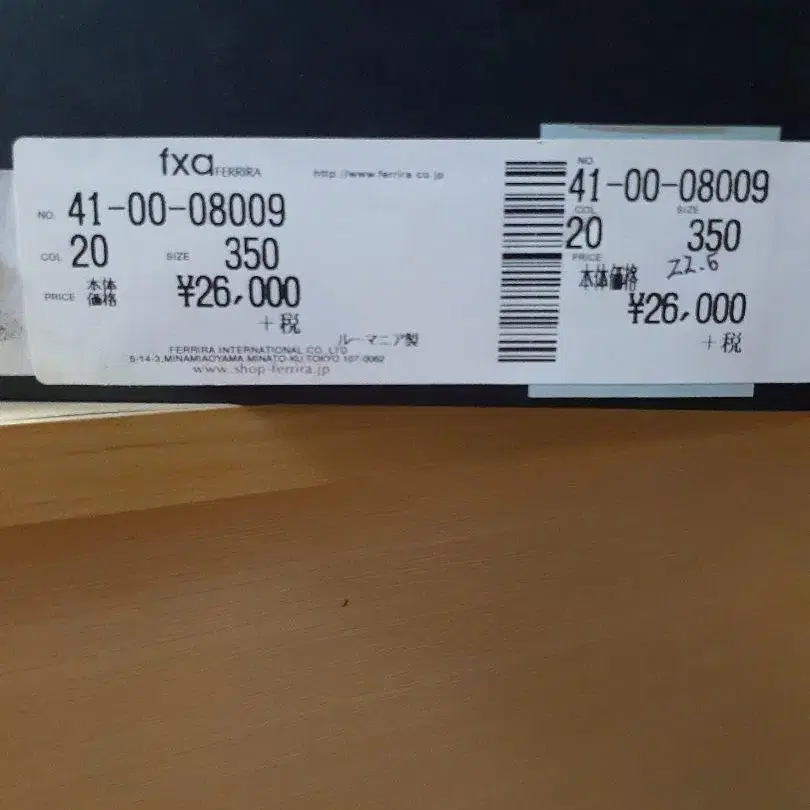 fxa FERRIRA
http://www.ferrira.co.jp
NO. 41-00-08009
COL 20 SIZE 350
PRICE 本体価格 ¥26,000
+税
ルーマニア製
FERRIRA INTERNATIONAL CO.,LTD
5-14-3,MINAMIAOYAMA MINATO-KU,TOKYO 107-0062
www.shop-ferrira.jp
NO.
41-00-08009
COL SIZE
20 350
PRICE
本体価格 22.5
¥26,000
+税